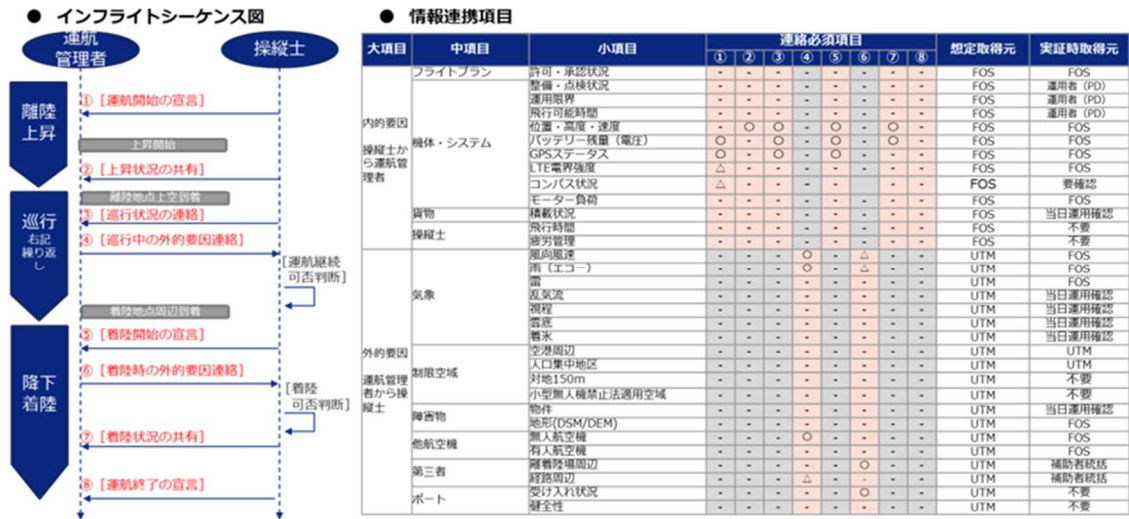 ● インフライトシーケンス図
運航
管理者
操縦士
離陸
上昇
① [運航開始の宣言]
上昇開始
② [上昇状況の共有]
離陸地点上空到着
巡行
右記
繰り返
し
③ [巡行状況の連絡]
④ [巡行中の外的要因連絡]
[運航継続
可否判断]
着陸地点周辺到着
降下
着陸
⑤ [着陸開始の宣言]
⑥ [着陸時の外的要因連絡]
[着陸
可否判断]
⑦ [着陸状況の共有]
⑧ [運航終了の宣言]
● 情報連携項目
大項目 中項目 小項目 連絡必須項目 想定取得元 実証時取得元
① ② ③ ④ ⑤ ⑥ ⑦ ⑧
内的要因
操縦士か
ら運航管
理者
フライトプラン 許可・承認状況 - - - - - - - - FOS FOS
機体・システム
整備・点検状況 - - - - - - - - FOS 運用者（PD）
運用限界 - - - - - - - - FOS 運用者（PD）
飛行可能時間 - - - - - - - - FOS 運用者（PD）
位置・高度・速度 - ○ ○ - ○ - ○ - FOS FOS
バッテリー残量（電圧） ○ - ○ - ○ - ○ - FOS FOS
GPSステータス ○ - ○ - ○ - - - FOS FOS
LTE電界強度 △ - - - - - - - FOS FOS
コンパス状況 △ - - - - - - - FOS 要確認
モーター負荷 - - - - - - - - FOS FOS
貨物 積載状況 - - - - - - - - FOS 当日運用確認
操縦士
飛行時間 - - - - - - - - FOS 不要
疲労管理 - - - - - - - - FOS 不要
外的要因
運航管理
者から操
縦士
気象
風向風速 - - - ○ - △ - - UTM FOS
雨（エコー） - - - ○ - △ - - UTM FOS
雷 - - - - - - - - UTM FOS
乱気流 - - - - - - - - UTM 当日運用確認
視程 - - - - - - - - UTM 当日運用確認
雲底 - - - - - - - - UTM 当日運用確認
着氷 - - - - - - - - UTM 当日運用確認
制限空域
空港周辺 - - - - - - - - UTM UTM
人口集中地区 - - - - - - - - UTM UTM
対地150m - - - - - - - - UTM 不要
小型無人機禁止法適用空域 - - - - - - - - UTM 不要
障害物
物件 - - - - - - - - UTM 当日運用確認
地形(DSM/DEM) - - - - - - - - UTM FOS
他航空機
無人航空機 - - - ○ - - - - UTM FOS
有人航空機 - - - - - - - - UTM FOS
第三者
離着陸場周辺 - - - - - ○ - - UTM 補助者統括
経路周辺 - - - △ - - - - UTM 補助者統括
ポート
受け入れ状況 - - - - - ○ - - UTM 不要
健全性 - - - - - - - - UTM 不要